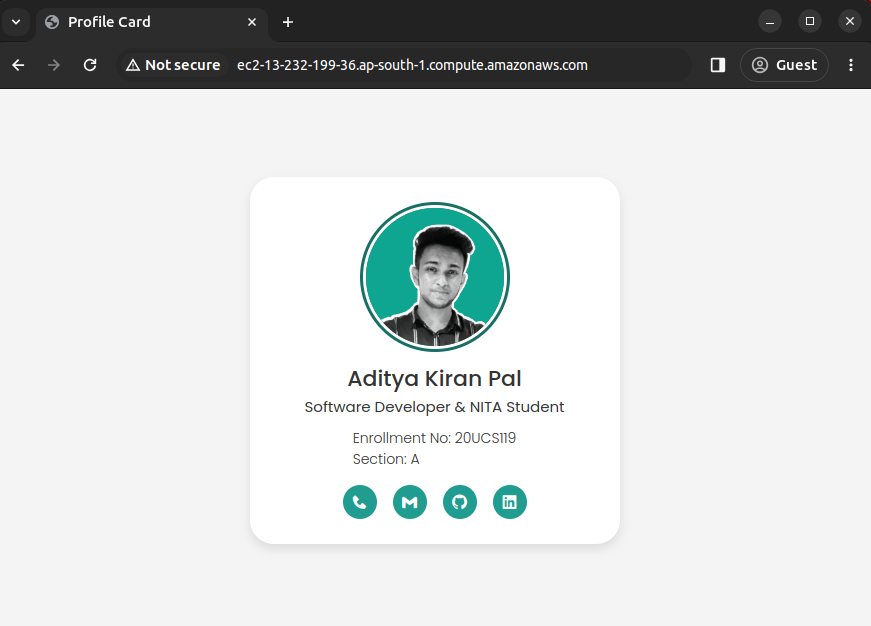 Profile Card
Not secure
ec2-13-232-199-36.ap-south-1.compute.amazonaws.com
Guest
Aditya Kiran Pal
Software Developer & NITA Student
Enrollment No: 20UCS119
Section: A